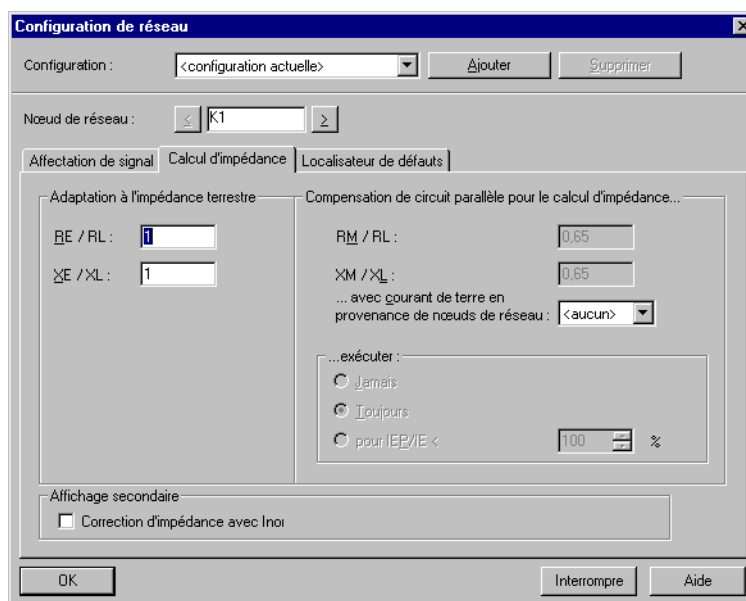 Configuration de réseau
Configuration : <configuration actuelle> Ajouter Supprimer
Nœud de réseau : < K1 >
Affectation de signal Calcul d'impédance Localisateur de défauts
Adaptation à l'impédance terrestre
RE / RL : 1
XE / XL : 1
Compensation de circuit parallèle pour le calcul d'impédance...
RM / RL : 0,65
XM / XL : 0,65
... avec courant de terre en
provenance de nœuds de réseau : <aucun>
...exécuter :
Jamais
Toujours
pour IEP/IE < 100 %
Affichage secondaire
Correction d'impédance avec Inoı
OK Interrompre Aide